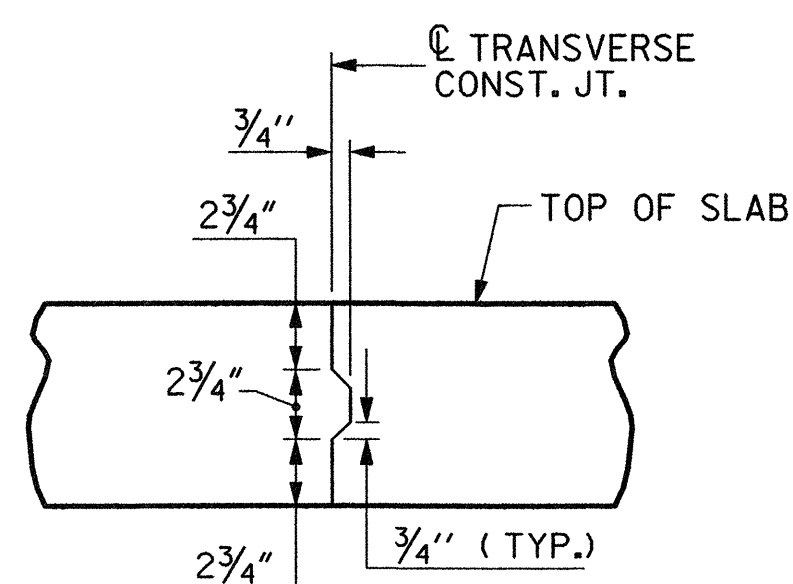 ℄ TRANSVERSE
CONST. JT.
3/4"
2 3/4"
TOP OF SLAB
2 3/4"
3/4" (TYP.)
2 3/4"